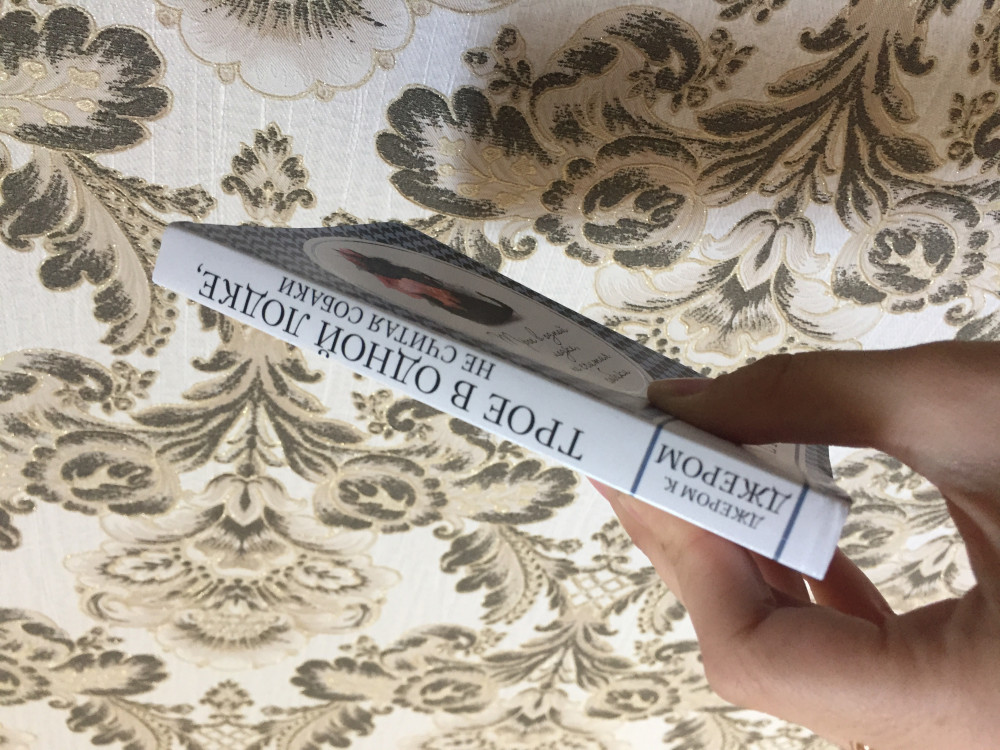 ДЖЕРОМ К.
ДЖЕРОМ
ТРОЕ В ОДНОЙ ЛОДКЕ,
НЕ СЧИТАЯ СОБАКИ